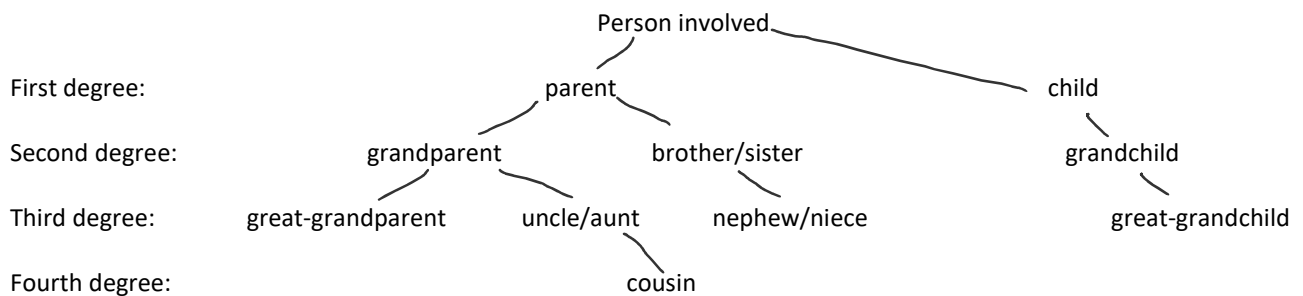 Person involved
First degree: parent child
Second degree: grandparent brother/sister grandchild
Third degree: great-grandparent uncle/aunt nephew/niece great-grandchild
Fourth degree: cousin